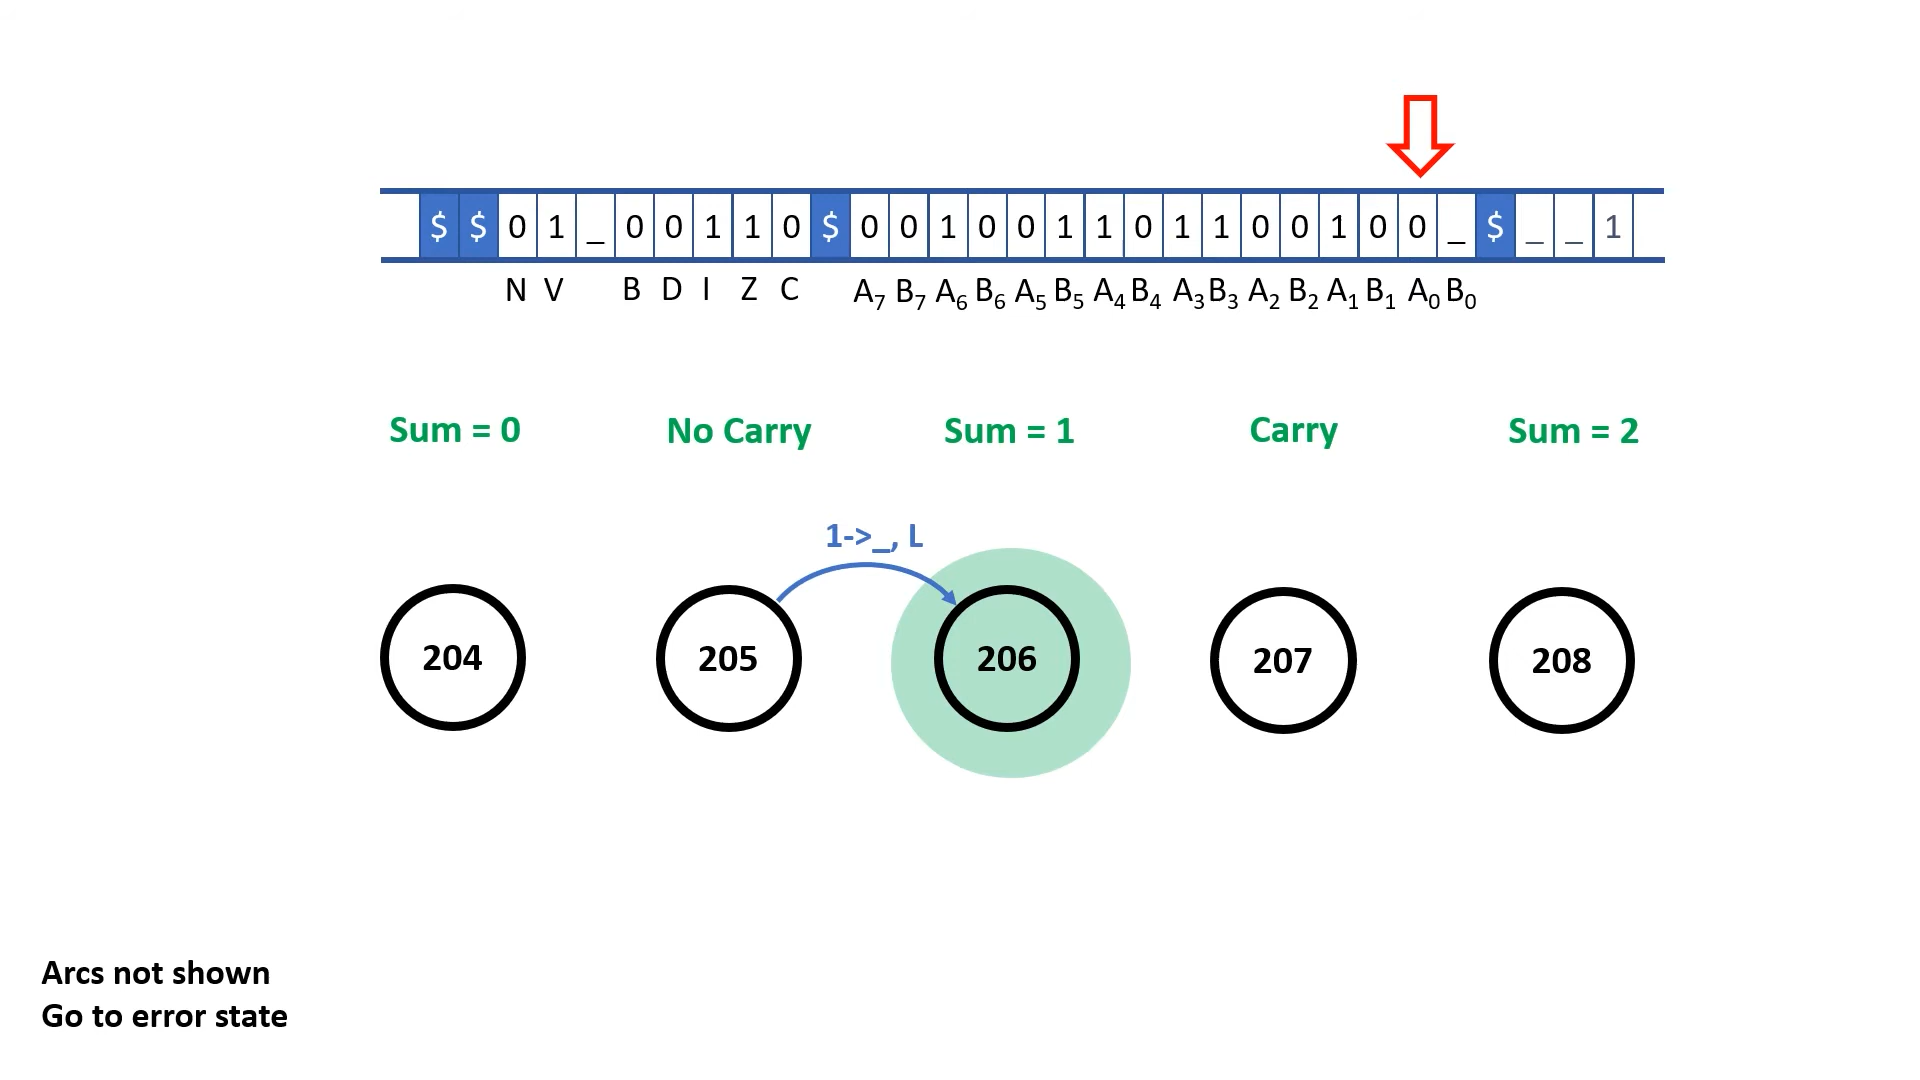 $ $ 0 1 _ 0 0 1 1 0 $ 0 0 1 0 0 1 1 0 1 1 0 0 1 0 0 _ $ _ _ 1
N V B D I Z C A₇ B₇ A₆ B₆ A₅ B₅ A₄ B₄ A₃ B₃ A₂ B₂ A₁ B₁ A₀ B₀
Sum = 0 No Carry Sum = 1 Carry Sum = 2
1->_, L
204 205 206 207 208
Arcs not shown
Go to error state